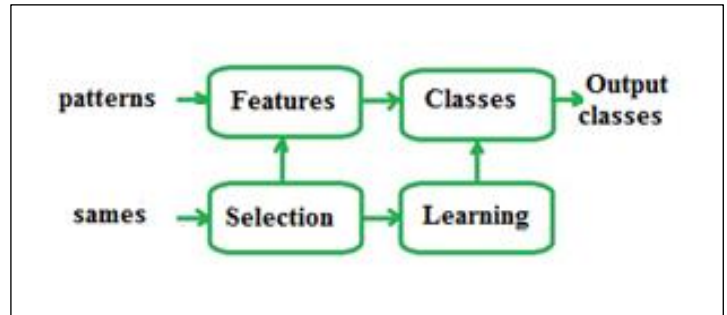 patterns Features Classes Output
classes
sames Selection Learning